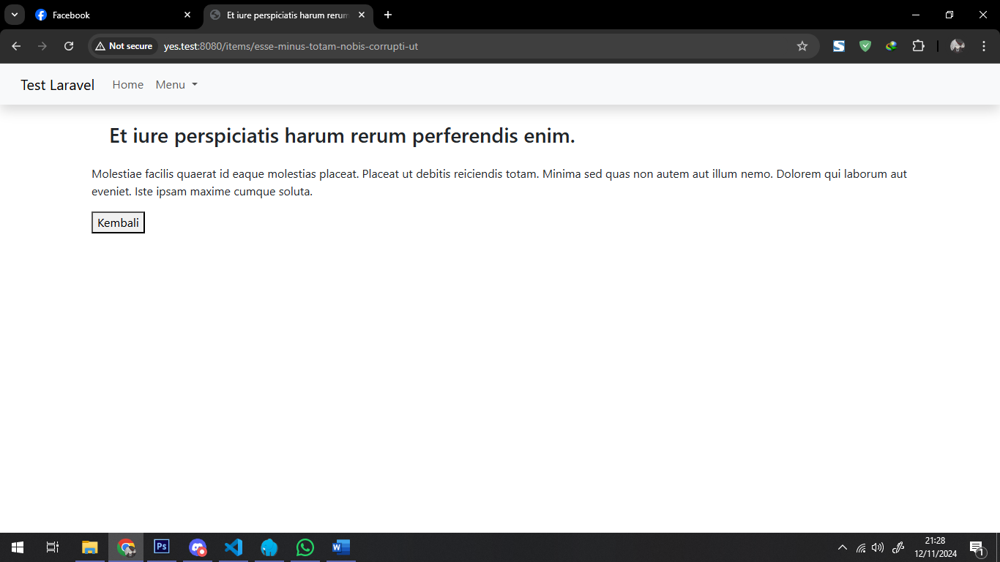 Facebook
Et iure perspiciatis harum rerum
Not secure
yes.test:8080/items/esse-minus-totam-nobis-corrupti-ut
Test Laravel Home Menu
Et iure perspiciatis harum rerum perferendis enim.
Molestiae facilis quaerat id eaque molestias placeat. Placeat ut debitis reiciendis totam. Minima sed quas non autem aut illum nemo. Dolorem qui laborum aut
eveniet. Iste ipsam maxime cumque soluta.
Kembali
Ps
W
21:28
12/11/2024
1